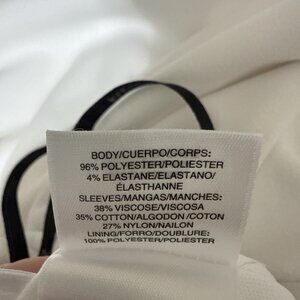 BODY/CUERPO/CORPS:
96% POLYESTER/POLIESTER
4% ELASTANE/ELASTANO/
ÉLASTHANNE
SLEEVES/MANGAS/MANCHES:
38% VISCOSE/VISCOSA
35% COTTON/ALGODON /COTON
27% NYLON/NAILON
LINING/FORRO/DOUBLURE:
100% POLYESTER/POLIESTER